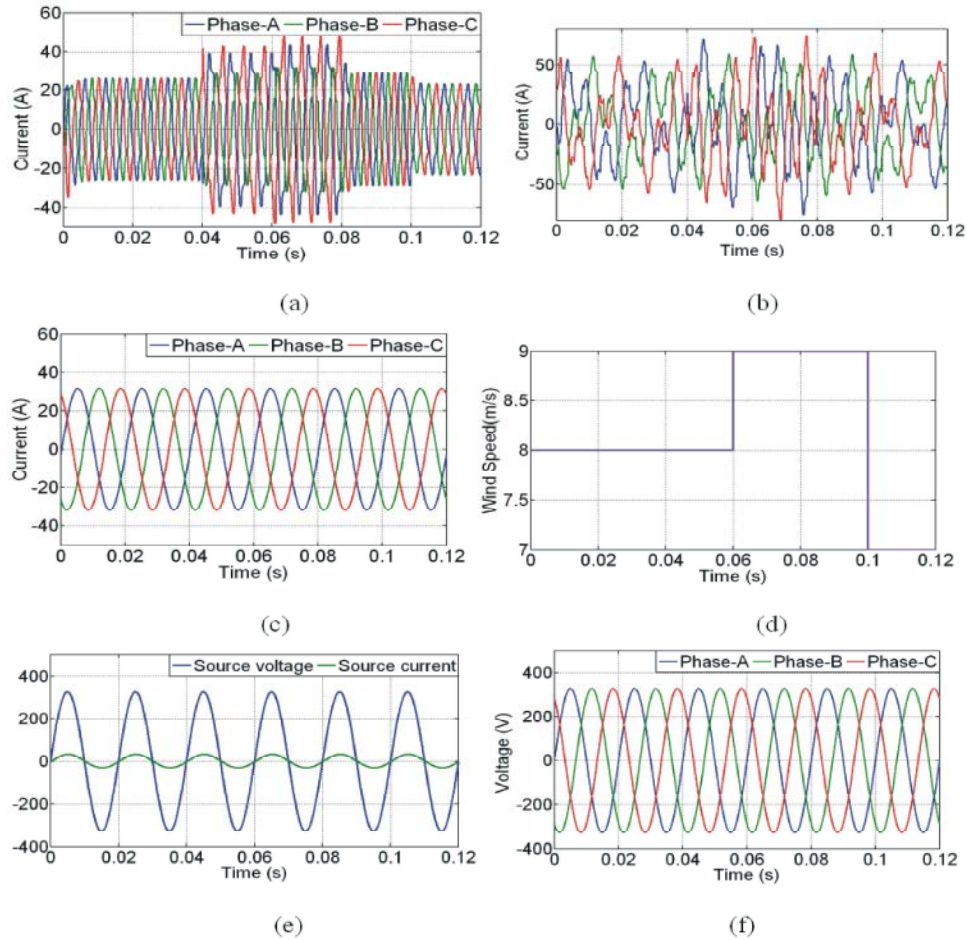 Phase-A Phase-B Phase-C
Current (A)
60
40
20
0
-20
-40
0 0.02 0.04 0.06 0.08 0.10 0.12
Time (s)
(a)
Current (A)
50
0
-50
0 0.02 0.04 0.06 0.08 0.1 0.12
Time (s)
(b)
Phase-A Phase-B Phase-C
Current (A)
60
40
20
0
-20
-40
0 0.02 0.04 0.06 0.08 0.1 0.12
Time (s)
(c)
Wind Speed(m/s)
9
8.5
8
7.5
7
0 0.02 0.04 0.06 0.08 0.1 0.12
Time (s)
(d)
Source voltage Source current
400
200
0
-200
-400
0 0.02 0.04 0.06 0.08 0.1 0.12
Time (s)
(e)
Phase-A Phase-B Phase-C
Voltage (V)
400
200
0
-200
-400
0 0.02 0.04 0.06 0.08 0.1 0.12
Time (s)
(f)